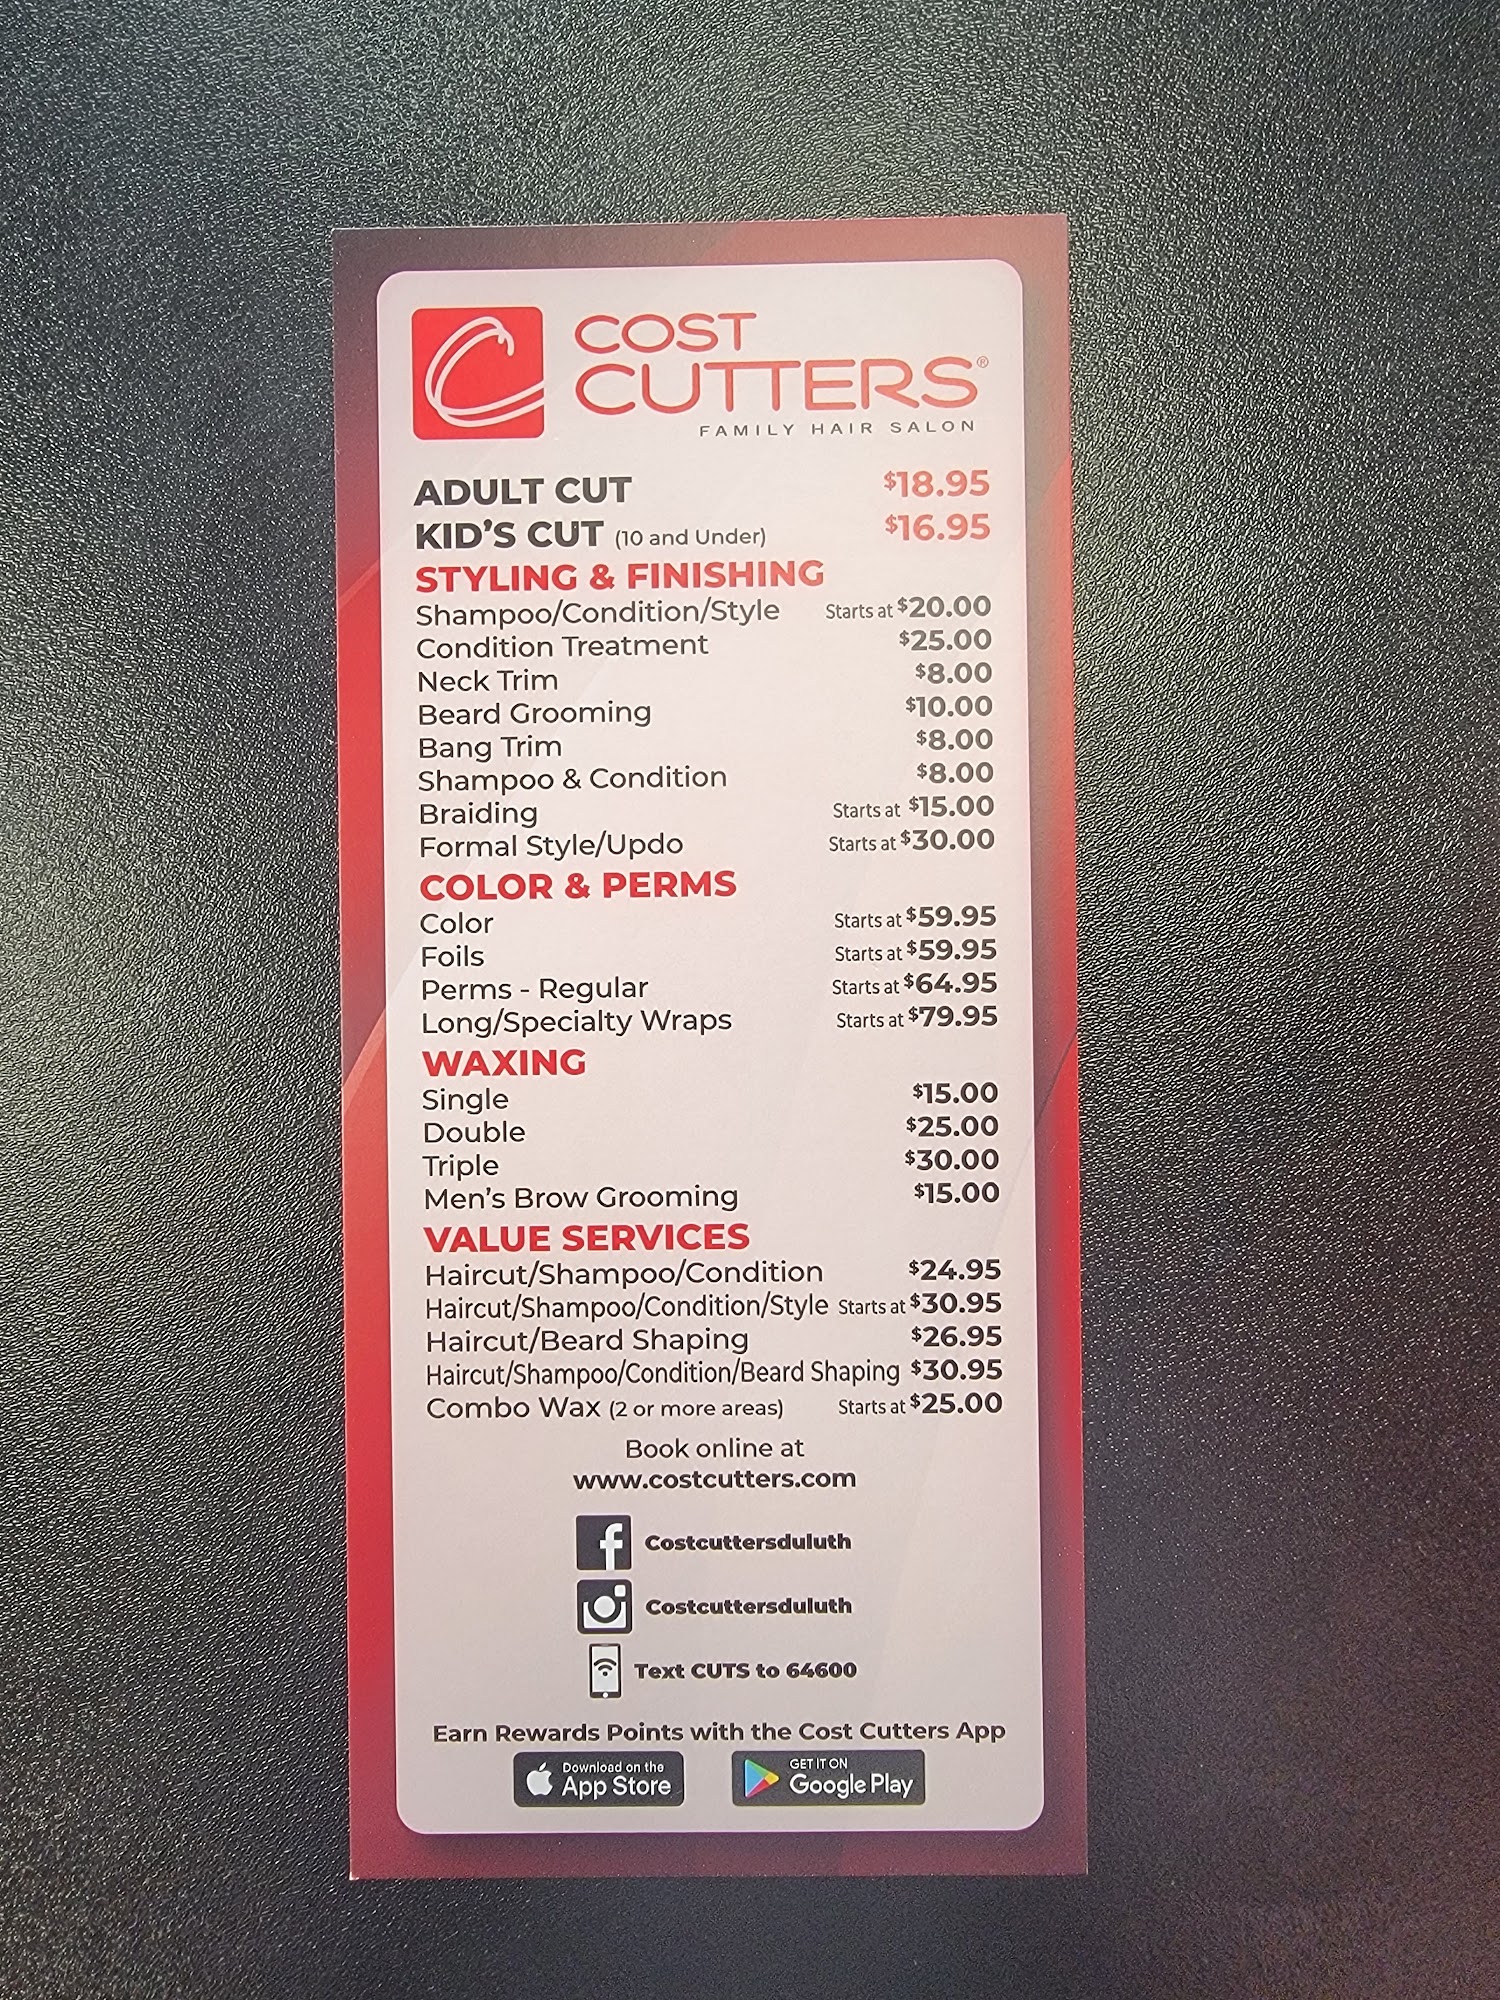 COST
CUTTERS®
FAMILY HAIR SALON
ADULT CUT $18.95
KID'S CUT (10 and Under) $16.95
STYLING & FINISHING
Shampoo/Condition/Style Starts at $20.00
Condition Treatment $25.00
Neck Trim $8.00
Beard Grooming $10.00
Bang Trim $8.00
Shampoo & Condition $8.00
Braiding Starts at $15.00
Formal Style/Updo Starts at $30.00
COLOR & PERMS
Color Starts at $59.95
Foils Starts at $59.95
Perms - Regular Starts at $64.95
Long/Specialty Wraps Starts at $79.95
WAXING
Single $15.00
Double $25.00
Triple $30.00
Men's Brow Grooming $15.00
VALUE SERVICES
Haircut/Shampoo/Condition $24.95
Haircut/Shampoo/Condition/Style Starts at $30.95
Haircut/Beard Shaping $26.95
Haircut/Shampoo/Condition/Beard Shaping $30.95
Combo Wax (2 or more areas) Starts at $25.00
Book online at
www.costcutters.com
Costcuttersduluth
Costcuttersduluth
Text CUTS to 64600
Earn Rewards Points with the Cost Cutters App
Download on the App Store
GET IT ON Google Play